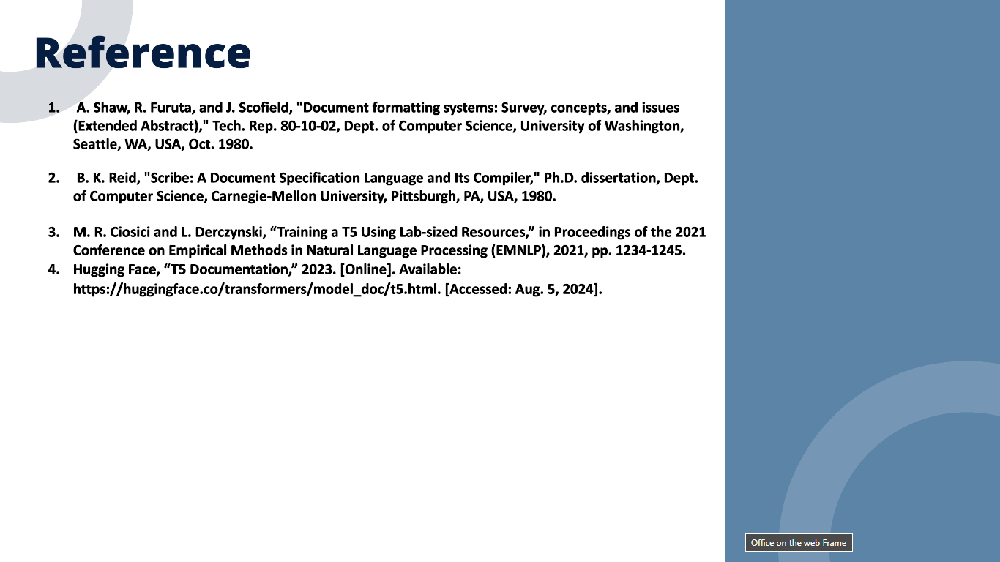 Reference
1. A. Shaw, R. Furuta, and J. Scofield, "Document formatting systems: Survey, concepts, and issues
(Extended Abstract)," Tech. Rep. 80-10-02, Dept. of Computer Science, University of Washington,
Seattle, WA, USA, Oct. 1980.
2. B. K. Reid, "Scribe: A Document Specification Language and Its Compiler," Ph.D. dissertation, Dept.
of Computer Science, Carnegie-Mellon University, Pittsburgh, PA, USA, 1980.
3. M. R. Ciosici and L. Derczynski, “Training a T5 Using Lab-sized Resources,” in Proceedings of the 2021
Conference on Empirical Methods in Natural Language Processing (EMNLP), 2021, pp. 1234-1245.
4. Hugging Face, “T5 Documentation,” 2023. [Online]. Available:
https://huggingface.co/transformers/model_doc/t5.html. [Accessed: Aug. 5, 2024].
Office on the web Frame